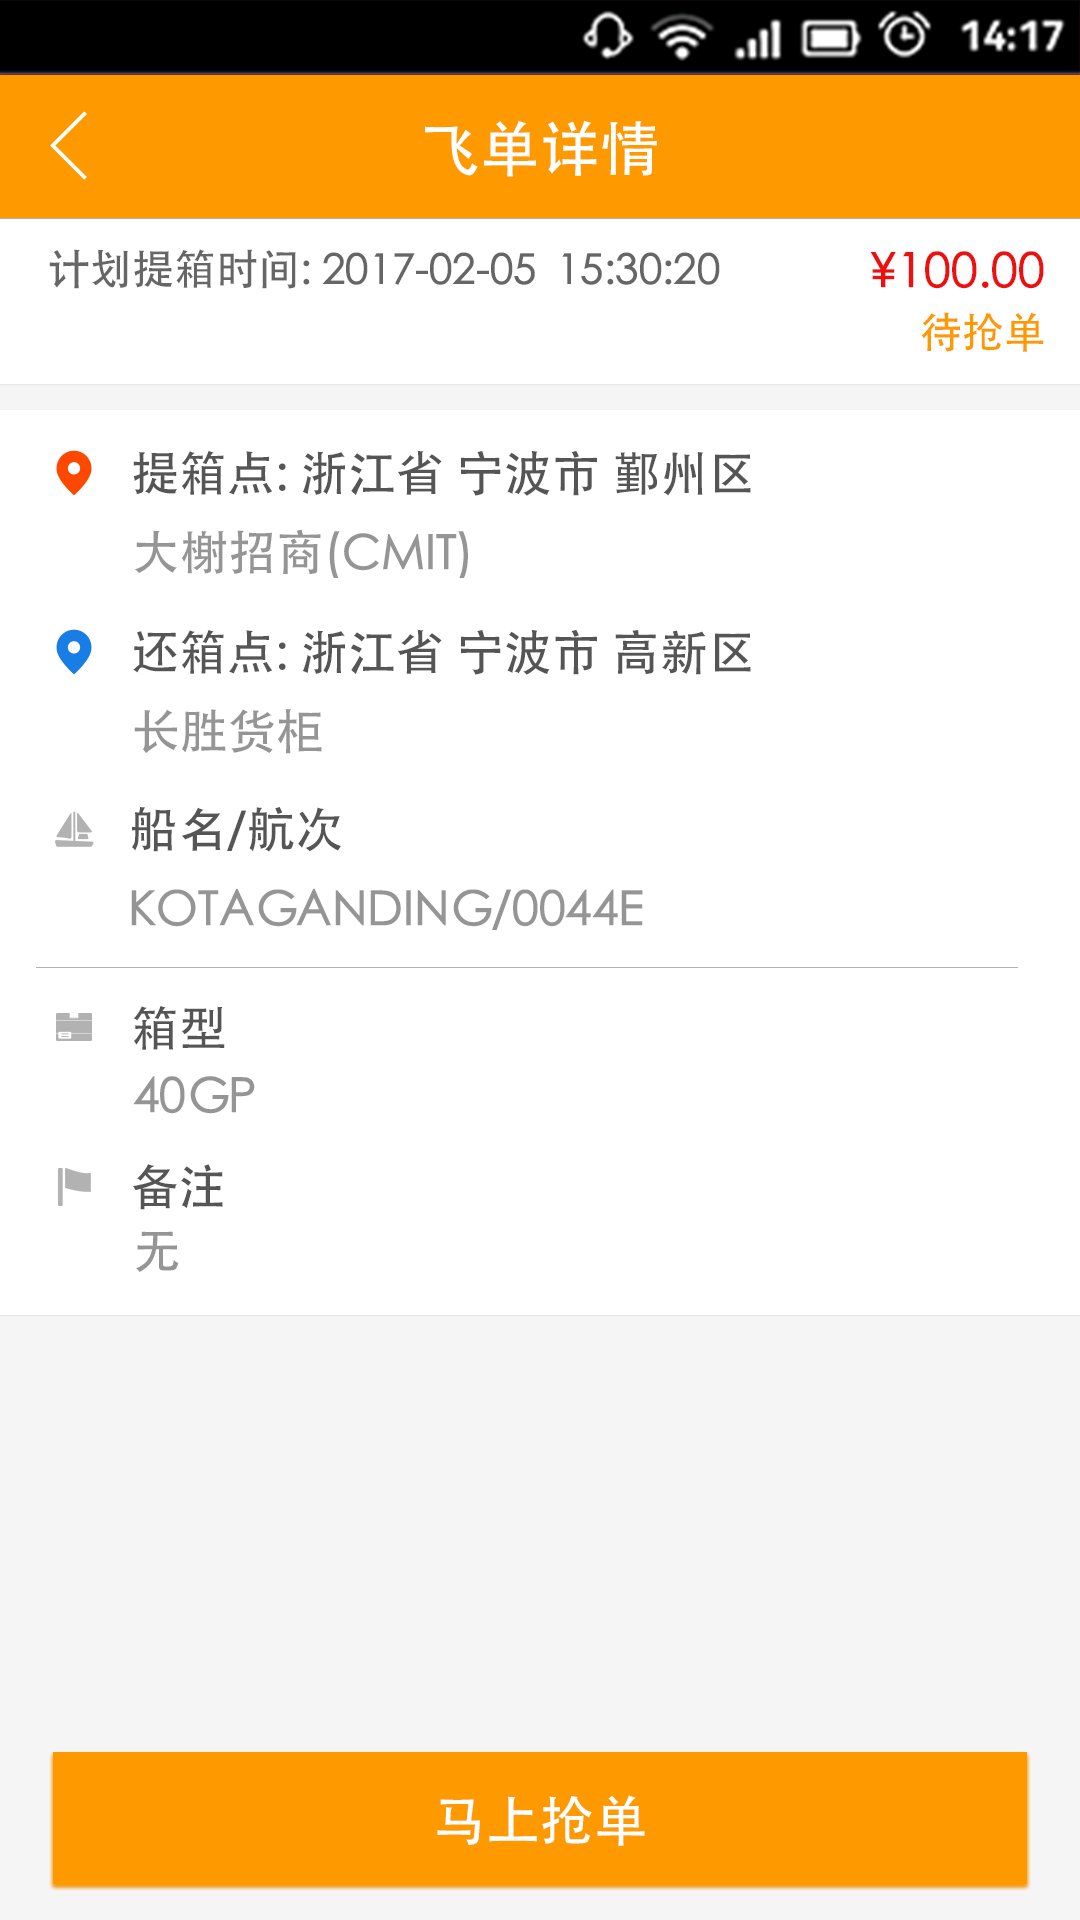 14:17
飞单详情
计划提箱时间: 2017-02-05 15:30:20
¥100.00
待抢单
提箱点: 浙江省 宁波市 鄞州区
大榭招商(CMIT)
还箱点: 浙江省 宁波市 高新区
长胜货柜
船名/航次
KOTAGANDING/0044E
箱型
40GP
备注
无
马上抢单